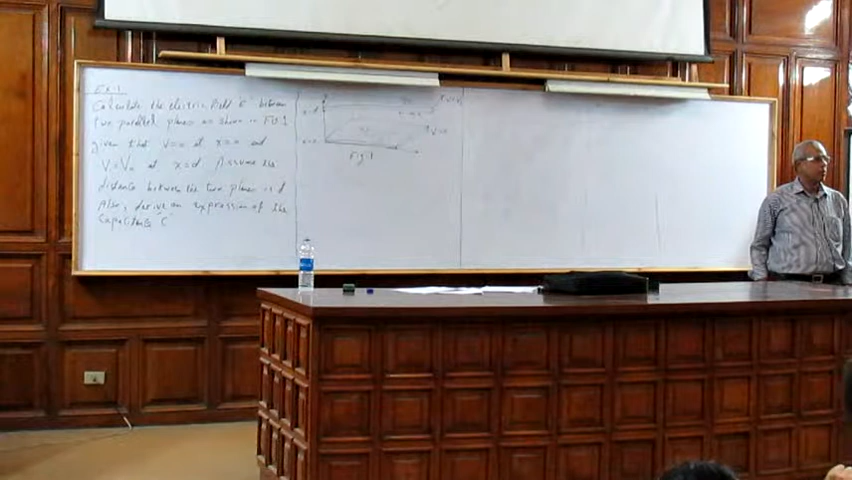 Ex-1
Calculate the electric field "E" between
two parallel planes as shown in Fig.1
given that V=0 at x=0 and
V=V₀ at x=d Assume the
distance between the two planes is d
Also, derive an expression of the
Capacitance "C"
Fig-1